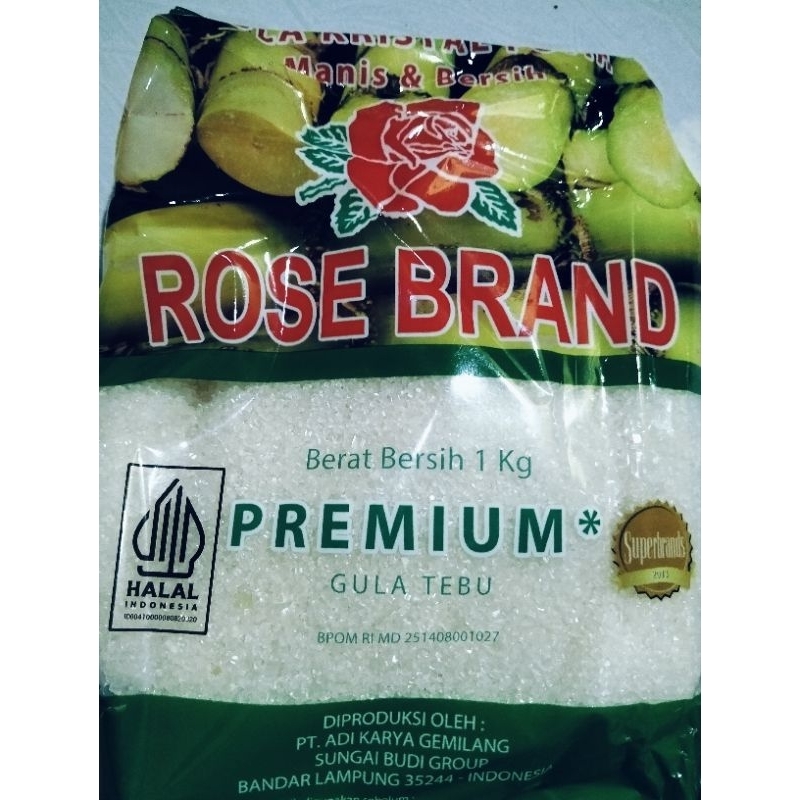 KRISTAL
Manis & Bersih
ROSE BRAND
Berat Bersih 1 Kg
PREMIUM*
GULA TEBU
BPOM RI MD 251408001027
HALAL
INDONESIA
Superbrands
DIPRODUKSI OLEH :
PT. ADI KARYA GEMILANG
SUNGAI BUDI GROUP
BANDAR LAMPUNG 35244 - INDONESIA